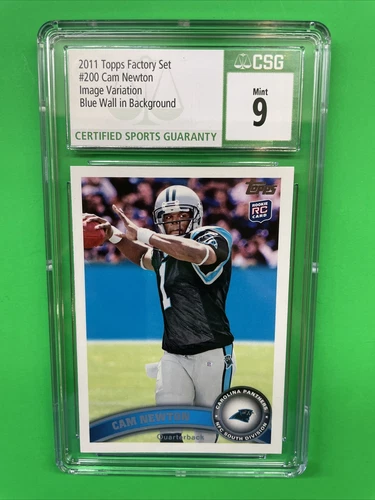 2011 Topps Factory Set
#200 Cam Newton
Image Variation
Blue Wall in Background
CERTIFIED SPORTS GUARANTY
CSG
Mint
9
Topps
ROOKIE
RC
CARD
1
CAROLINA PANTHERS
NFC SOUTH DIVISION
CAM NEWTON
Quarterback